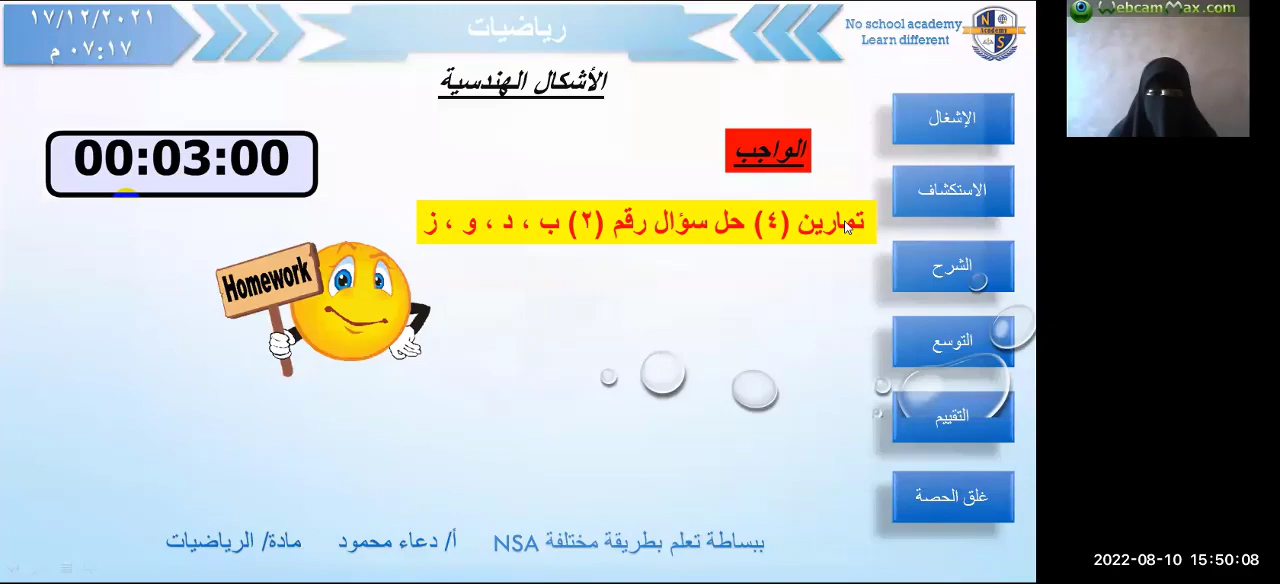 ١٧/١٢/٢٠٢١
٠٧:١٧ م
رياضيات
No school academy
Learn different
N
S
Academy
WebcamMax.com
الأشكال الهندسية
00:03:00
الواجب
تمارين (٤) حل سؤال رقم (٢) ب ، د ، و ، ز
Homework
الإشغال
الاستكشاف
الشرح
التوسع
التقييم
غلق الحصة
ببساطة تعلم بطريقة مختلفة NSA أ/ دعاء محمود مادة/ الرياضيات
2022-08-10 15:50:08